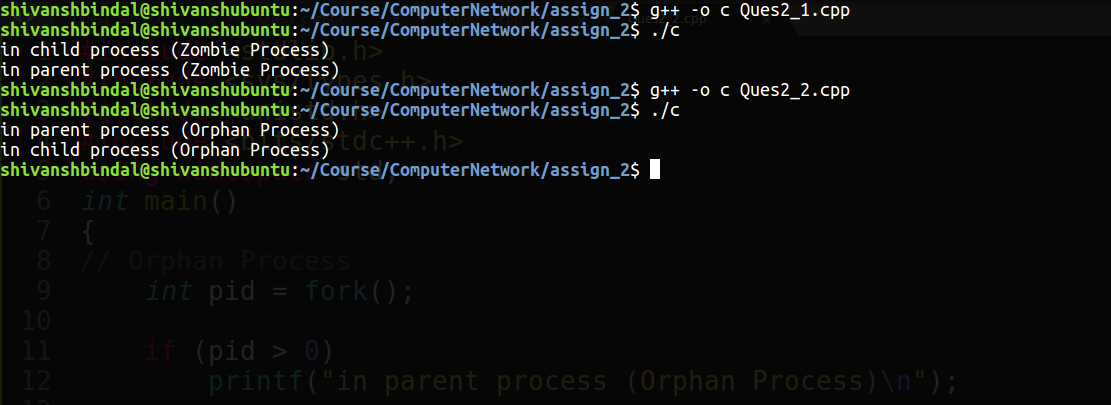 shivanshbindal@shivanshubuntu:~/Course/ComputerNetwork/assign_2$ g++ -o c Ques2_1.cpp
shivanshbindal@shivanshubuntu:~/Course/ComputerNetwork/assign_2$ ./c
in child process (Zombie Process)
in parent process (Zombie Process)
shivanshbindal@shivanshubuntu:~/Course/ComputerNetwork/assign_2$ g++ -o c Ques2_2.cpp
shivanshbindal@shivanshubuntu:~/Course/ComputerNetwork/assign_2$ ./c
in parent process (Orphan Process)
in child process (Orphan Process)
shivanshbindal@shivanshubuntu:~/Course/ComputerNetwork/assign_2$
6 int main()
7 {
8 // Orphan Process
9 int pid = fork();
10
11 if (pid > 0)
12 printf("in parent process (Orphan Process)\n");